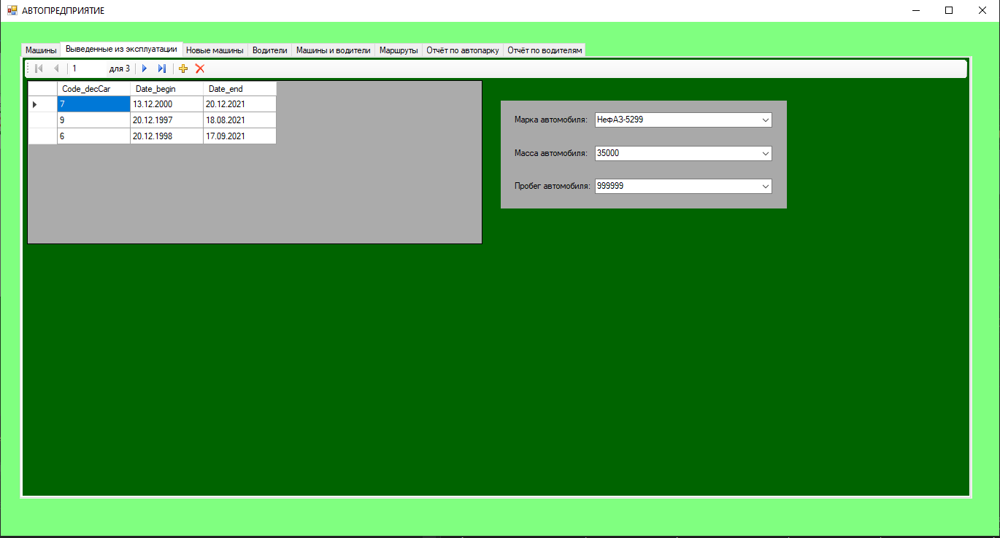 АВТОПРЕДПРИЯТИЕ
Машины Выведенные из эксплуатации Новые машины Водители Машины и водители Маршруты Отчёт по автопарку Отчёт по водителям
1 для 3
Code_decCar Date_begin Date_end
7 13.12.2000 20.12.2021
9 20.12.1997 18.08.2021
6 20.12.1998 17.09.2021
Марка автомобиля: НефАЗ-5299
Масса автомобиля: 35000
Пробег автомобиля: 999999